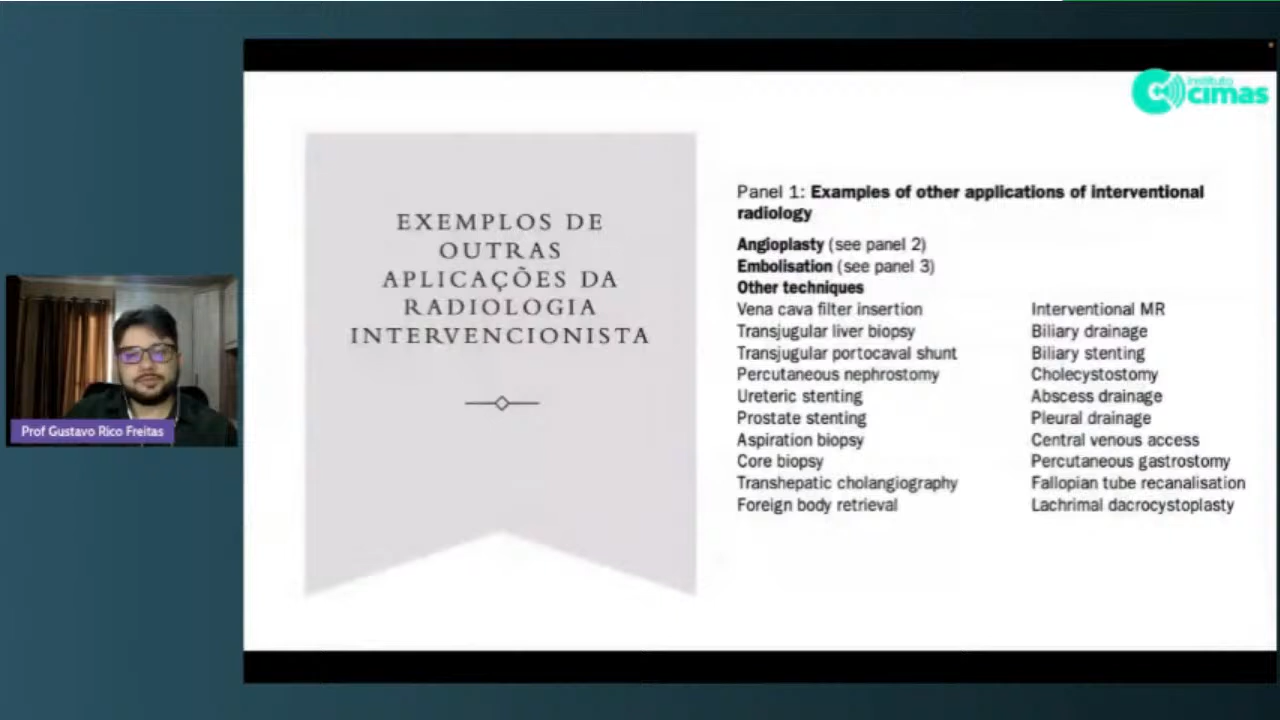 Instituto
cimas
EXEMPLOS DE
OUTRAS
APLICAÇÕES DA
RADIOLOGIA
INTERVENCIONISTA
Panel 1: Examples of other applications of interventional
radiology
Angioplasty (see panel 2)
Embolisation (see panel 3)
Other techniques
Vena cava filter insertion
Transjugular liver biopsy
Transjugular portocaval shunt
Percutaneous nephrostomy
Ureteric stenting
Prostate stenting
Aspiration biopsy
Core biopsy
Transhepatic cholangiography
Foreign body retrieval
Interventional MR
Biliary drainage
Biliary stenting
Cholecystostomy
Abscess drainage
Pleural drainage
Central venous access
Percutaneous gastrostomy
Fallopian tube recanalisation
Lachrimal dacrocystoplasty
Prof Gustavo Rico Freitas